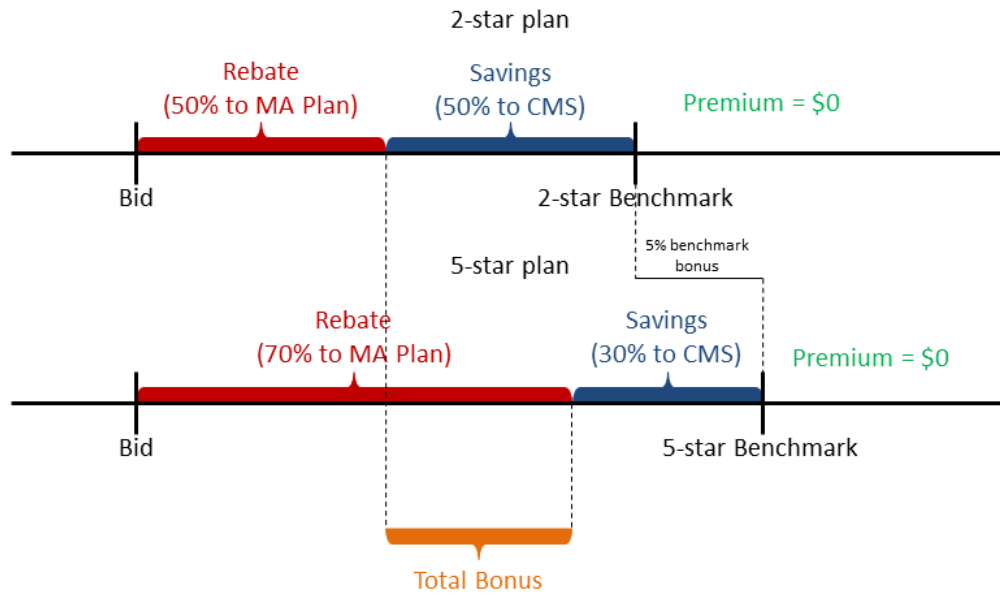 2-star plan
Rebate
(50% to MA Plan)
Savings
(50% to CMS)
Premium = $0
Bid
2-star Benchmark
5% benchmark
bonus
5-star plan
Rebate
(70% to MA Plan)
Savings
(30% to CMS)
Premium = $0
Bid
5-star Benchmark
Total Bonus